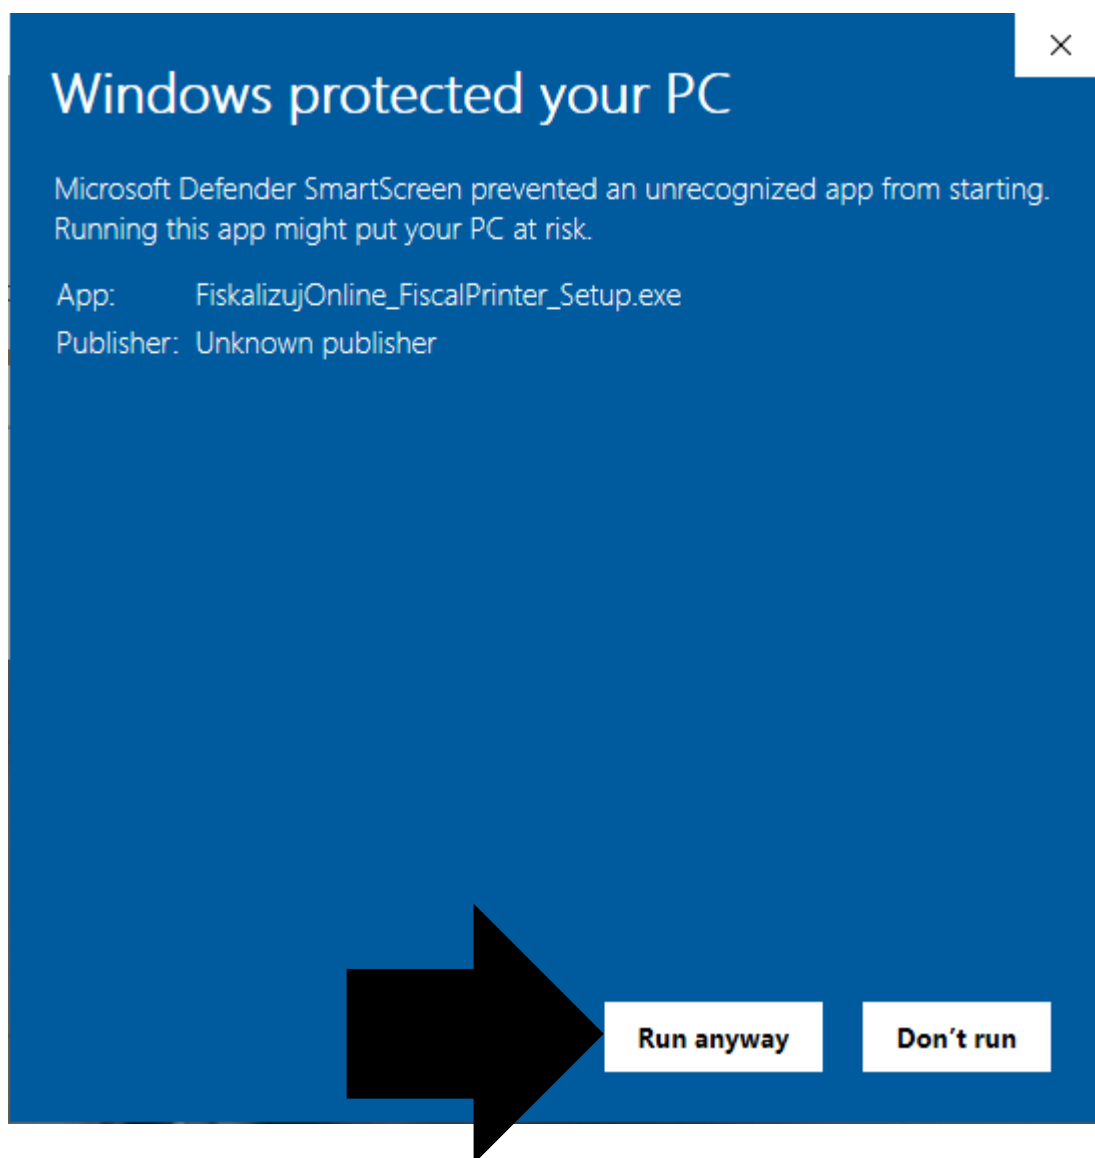 Windows protected your PC
Microsoft Defender SmartScreen prevented an unrecognized app from starting.
Running this app might put your PC at risk.
App: FiskalizujOnline_FiscalPrinter_Setup.exe
Publisher: Unknown publisher
Run anyway
Don't run